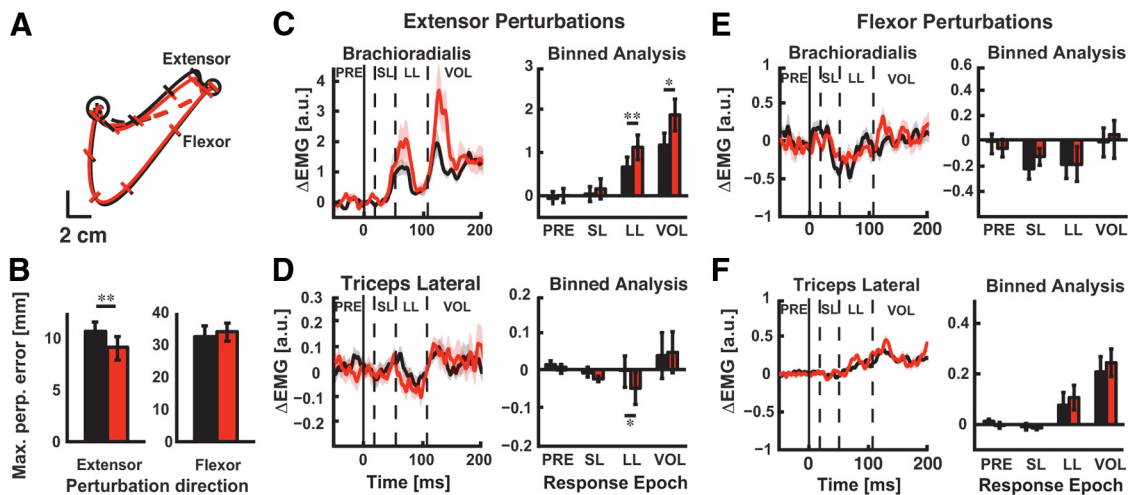 A
Extensor
Flexor
2 cm
B
Max. perp. error [mm]
10
5
0
**
40
30
20
10
0
Extensor
Flexor
Perturbation direction
Extensor Perturbations
C
Brachioradialis
PRE
SL
LL
VOL
ΔEMG [a.u.]
4
3
2
1
0
0
100
200
Binned Analysis
4
3
2
1
0
**
*
PRE
SL
LL
VOL
D
Triceps Lateral
PRE
SL
LL
VOL
ΔEMG [a.u.]
0.3
0.2
0.1
0
−0.1
−0.2
0
100
200
Time [ms]
Binned Analysis
0.2
0.1
0
−0.1
−0.2
*
PRE
SL
LL
VOL
Response Epoch
Flexor Perturbations
E
Brachioradialis
PRE
SL
LL
VOL
ΔEMG [a.u.]
1
0.5
0
−0.5
−1
0
100
200
Binned Analysis
0.6
0.4
0.2
0
−0.2
−0.4
PRE
SL
LL
VOL
F
Triceps Lateral
PRE
SL
LL
VOL
ΔEMG [a.u.]
1
0.5
0
−0.5
−1
0
100
200
Time [ms]
Binned Analysis
0.4
0.2
0
PRE
SL
LL
VOL
Response Epoch